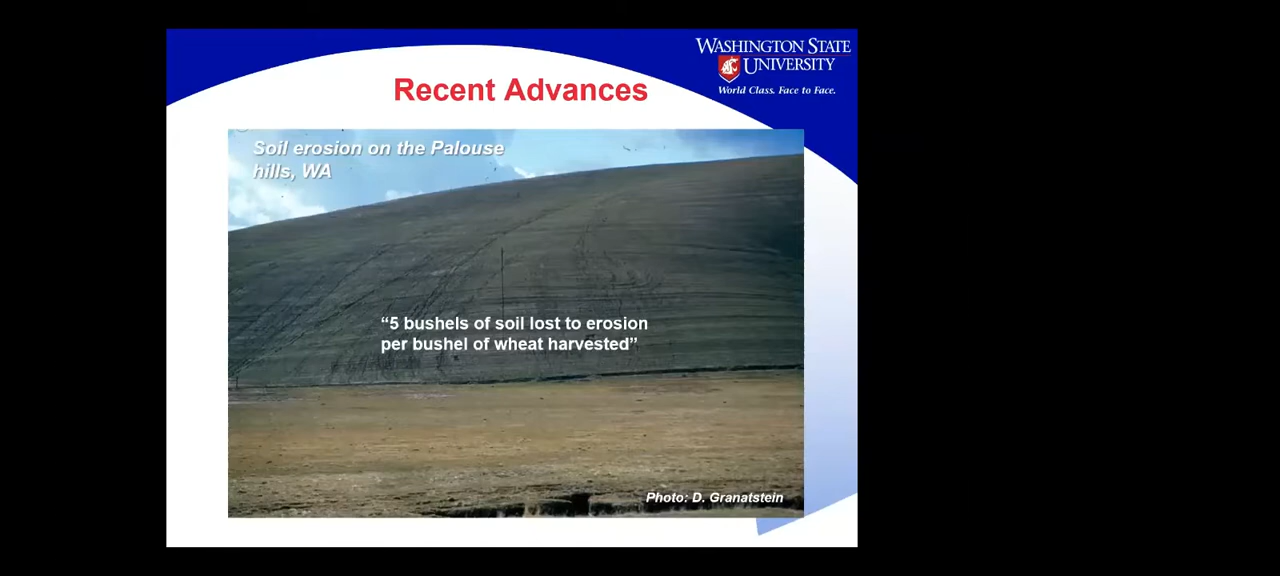 WASHINGTON STATE
UNIVERSITY
World Class. Face to Face.
Recent Advances
Soil erosion on the Palouse
hills, WA
“5 bushels of soil lost to erosion
per bushel of wheat harvested”
Photo: D. Granatstein